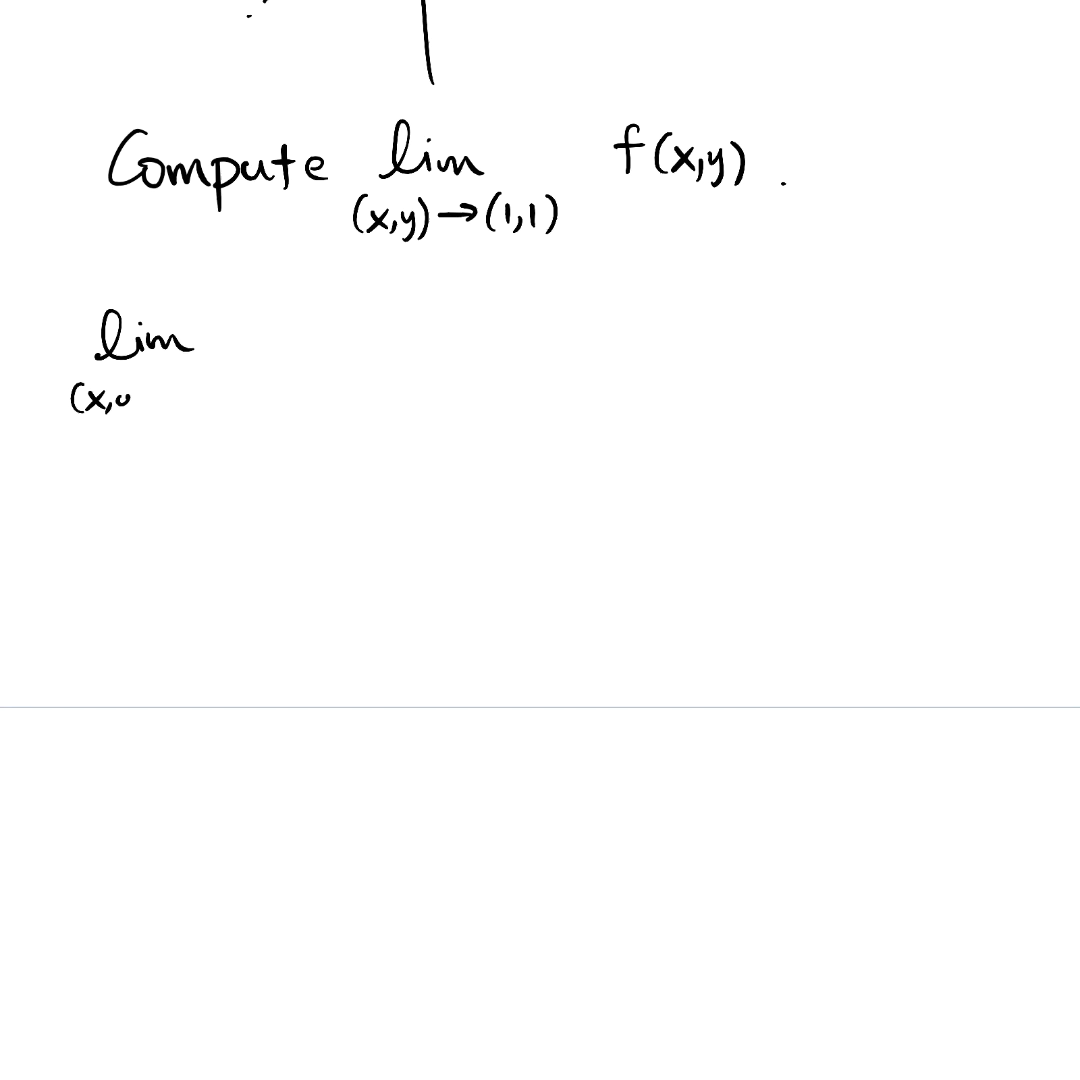 Compute lim f(x,y).
(x,y)→(1,1)
lim
(x,